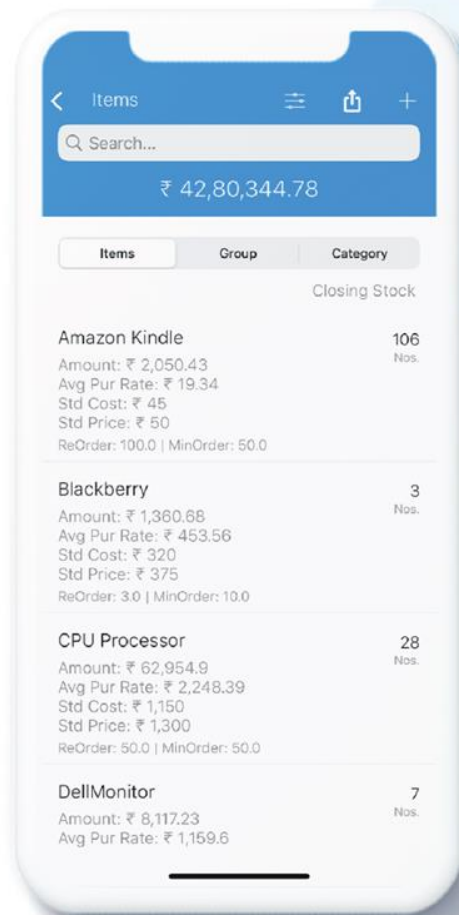 Items
Search...
₹ 42,80,344.78
Items Group Category
Closing Stock
Amazon Kindle 106
Nos.
Amount: ₹ 2,050.43
Avg Pur Rate: ₹ 19.34
Std Cost: ₹ 45
Std Price: ₹ 50
ReOrder: 100.0 | MinOrder: 50.0
Blackberry 3
Nos.
Amount: ₹ 1,360.68
Avg Pur Rate: ₹ 453.56
Std Cost: ₹ 320
Std Price: ₹ 375
ReOrder: 3.0 | MinOrder: 10.0
CPU Processor 28
Nos.
Amount: ₹ 62,954.9
Avg Pur Rate: ₹ 2,248.39
Std Cost: ₹ 1,150
Std Price: ₹ 1,300
ReOrder: 50.0 | MinOrder: 50.0
DellMonitor 7
Nos.
Amount: ₹ 8,117.23
Avg Pur Rate: ₹ 1,159.6